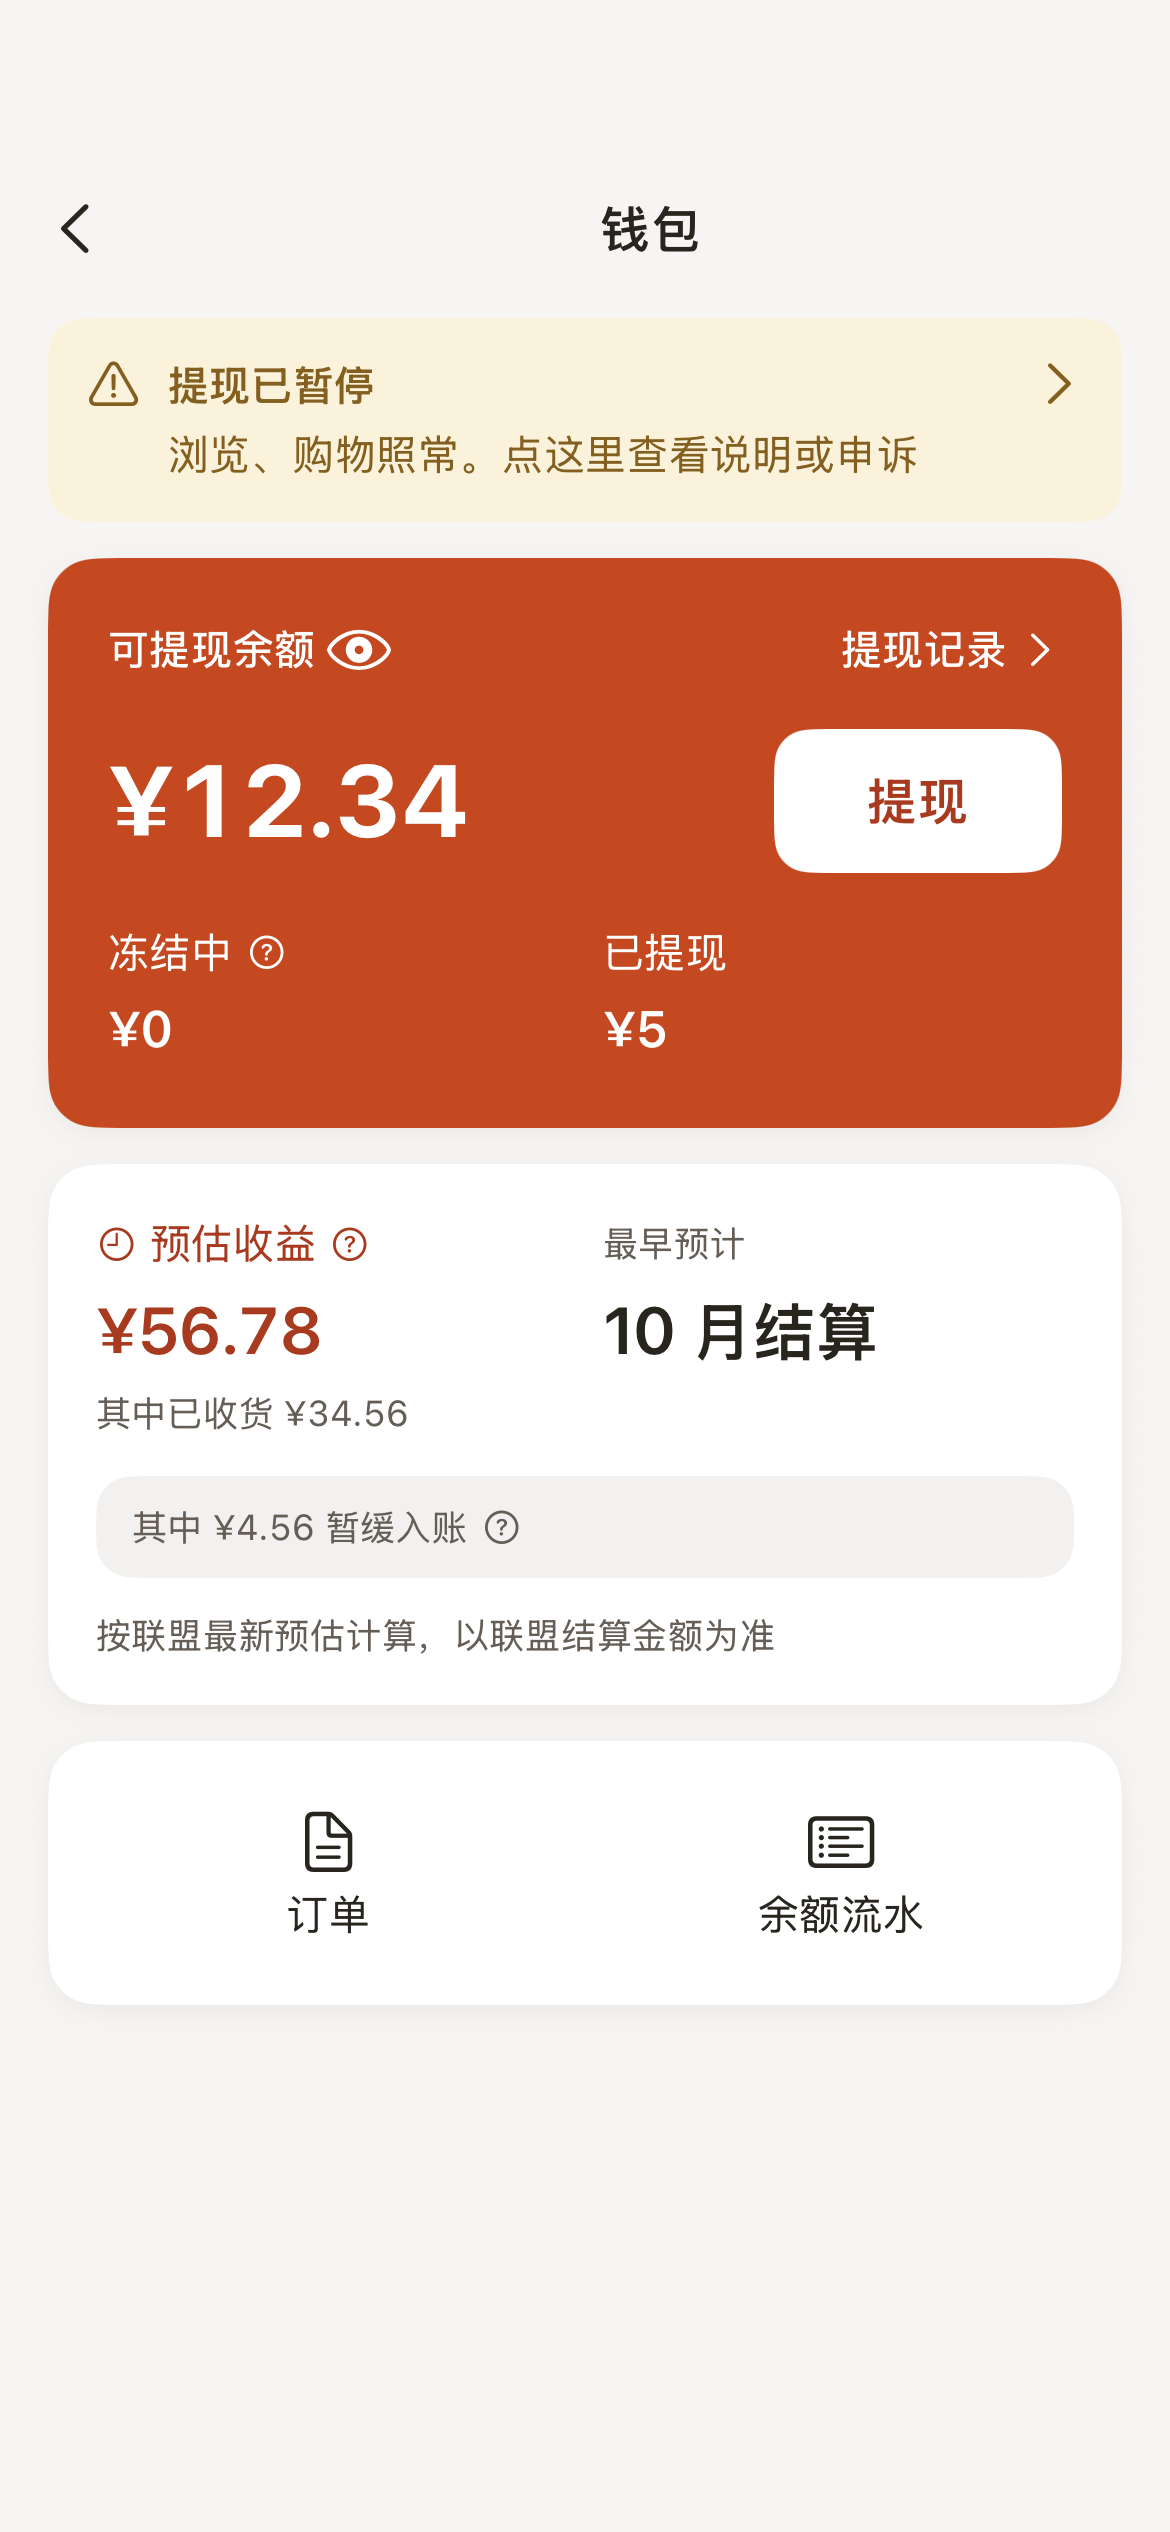 钱包
提现已暂停
浏览、购物照常。点这里查看说明或申诉
可提现余额
提现记录
¥12.34
提现
冻结中 ?
已提现
¥0
¥5
预估收益 ?
最早预计
¥56.78
10 月结算
其中已收货 ¥34.56
其中 ¥4.56 暂缓入账 ?
按联盟最新预估计算，以联盟结算金额为准
订单
余额流水